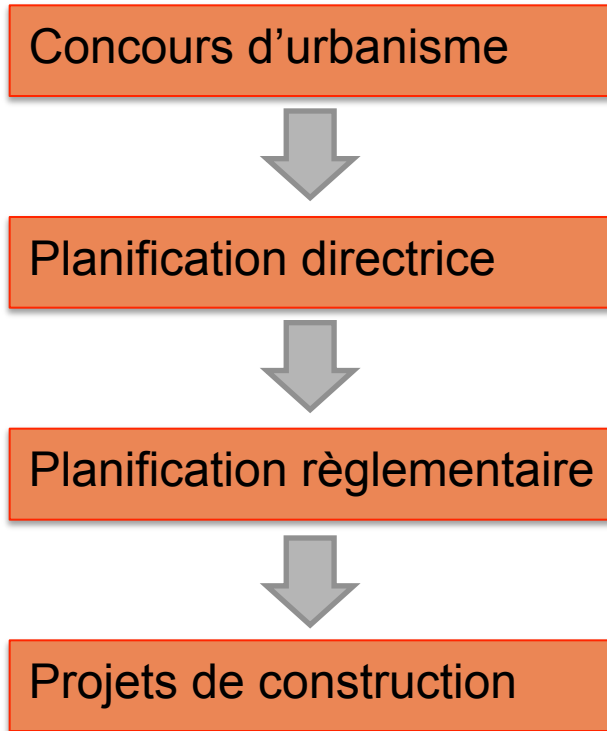 Concours d’urbanisme
Planification directrice
Planification règlementaire
Projets de construction